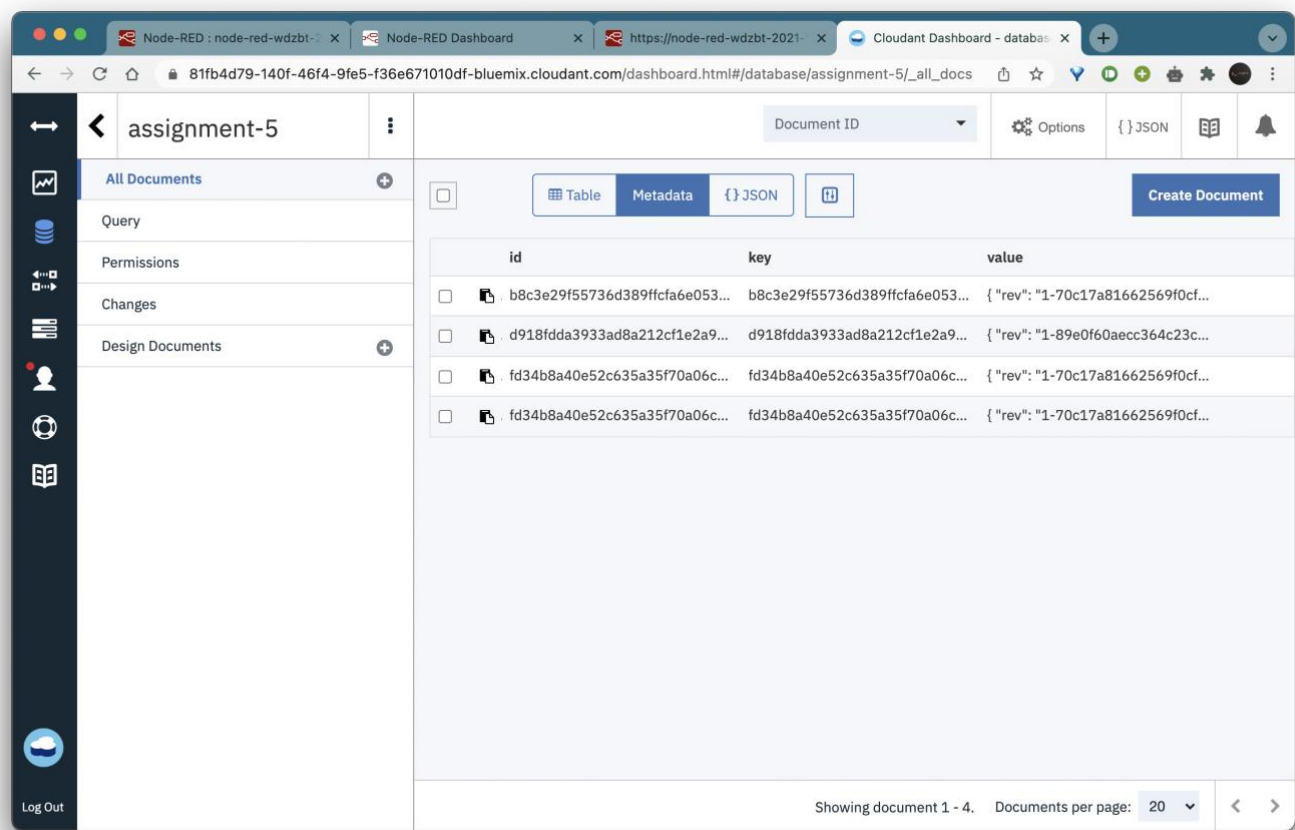 Node-RED : node-red-wdzbt-2
Node-RED Dashboard
https://node-red-wdzbt-2021-
Cloudant Dashboard - databas
81fb4d79-140f-46f4-9fe5-f36e671010df-bluemix.cloudant.com/dashboard.html#/database/assignment-5/_all_docs
assignment-5
Document ID
Options
{ } JSON
All Documents
Query
Permissions
Changes
Design Documents
Table
Metadata
{ } JSON
Create Document
id key value
b8c3e29f55736d389ffcfa6e053... b8c3e29f55736d389ffcfa6e053... { "rev": "1-70c17a81662569f0cf...
d918fdda3933ad8a212cf1e2a9... d918fdda3933ad8a212cf1e2a9... { "rev": "1-89e0f60aecc364c23c...
fd34b8a40e52c635a35f70a06c... fd34b8a40e52c635a35f70a06c... { "rev": "1-70c17a81662569f0cf...
fd34b8a40e52c635a35f70a06c... fd34b8a40e52c635a35f70a06c... { "rev": "1-70c17a81662569f0cf...
Log Out
Showing document 1 - 4. Documents per page: 20